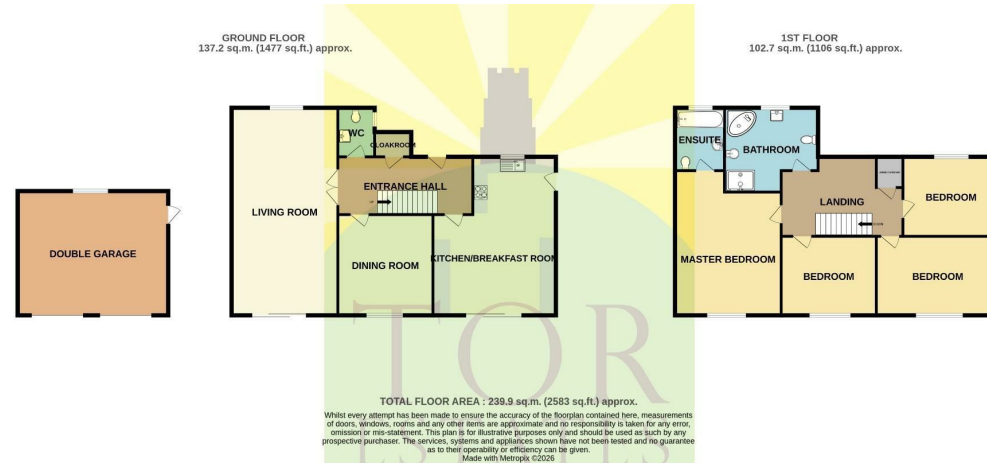 GROUND FLOOR
137.2 sq.m. (1477 sq.ft.) approx.
1ST FLOOR
102.7 sq.m. (1106 sq.ft.) approx.
WC
CLOAKROOM
ENTRANCE HALL
UP
LIVING ROOM
DINING ROOM
KITCHEN/BREAKFAST ROOM
DOUBLE GARAGE
ENSUITE
BATHROOM
LANDING
BEDROOM
MASTER BEDROOM
BEDROOM
BEDROOM
TOR
ESTATES
TOTAL FLOOR AREA : 239.9 sq.m. (2583 sq.ft.) approx.
Whilst every attempt has been made to ensure the accuracy of the floorplan contained here, measurements
of doors, windows, rooms and any other items are approximate and no responsibility is taken for any error,
omission or mis-statement. This plan is for illustrative purposes only and should be used as such by any
prospective purchaser. The services, systems and appliances shown have not been tested and no guarantee
as to their operability or efficiency can be given.
Made with Metropix ©2026